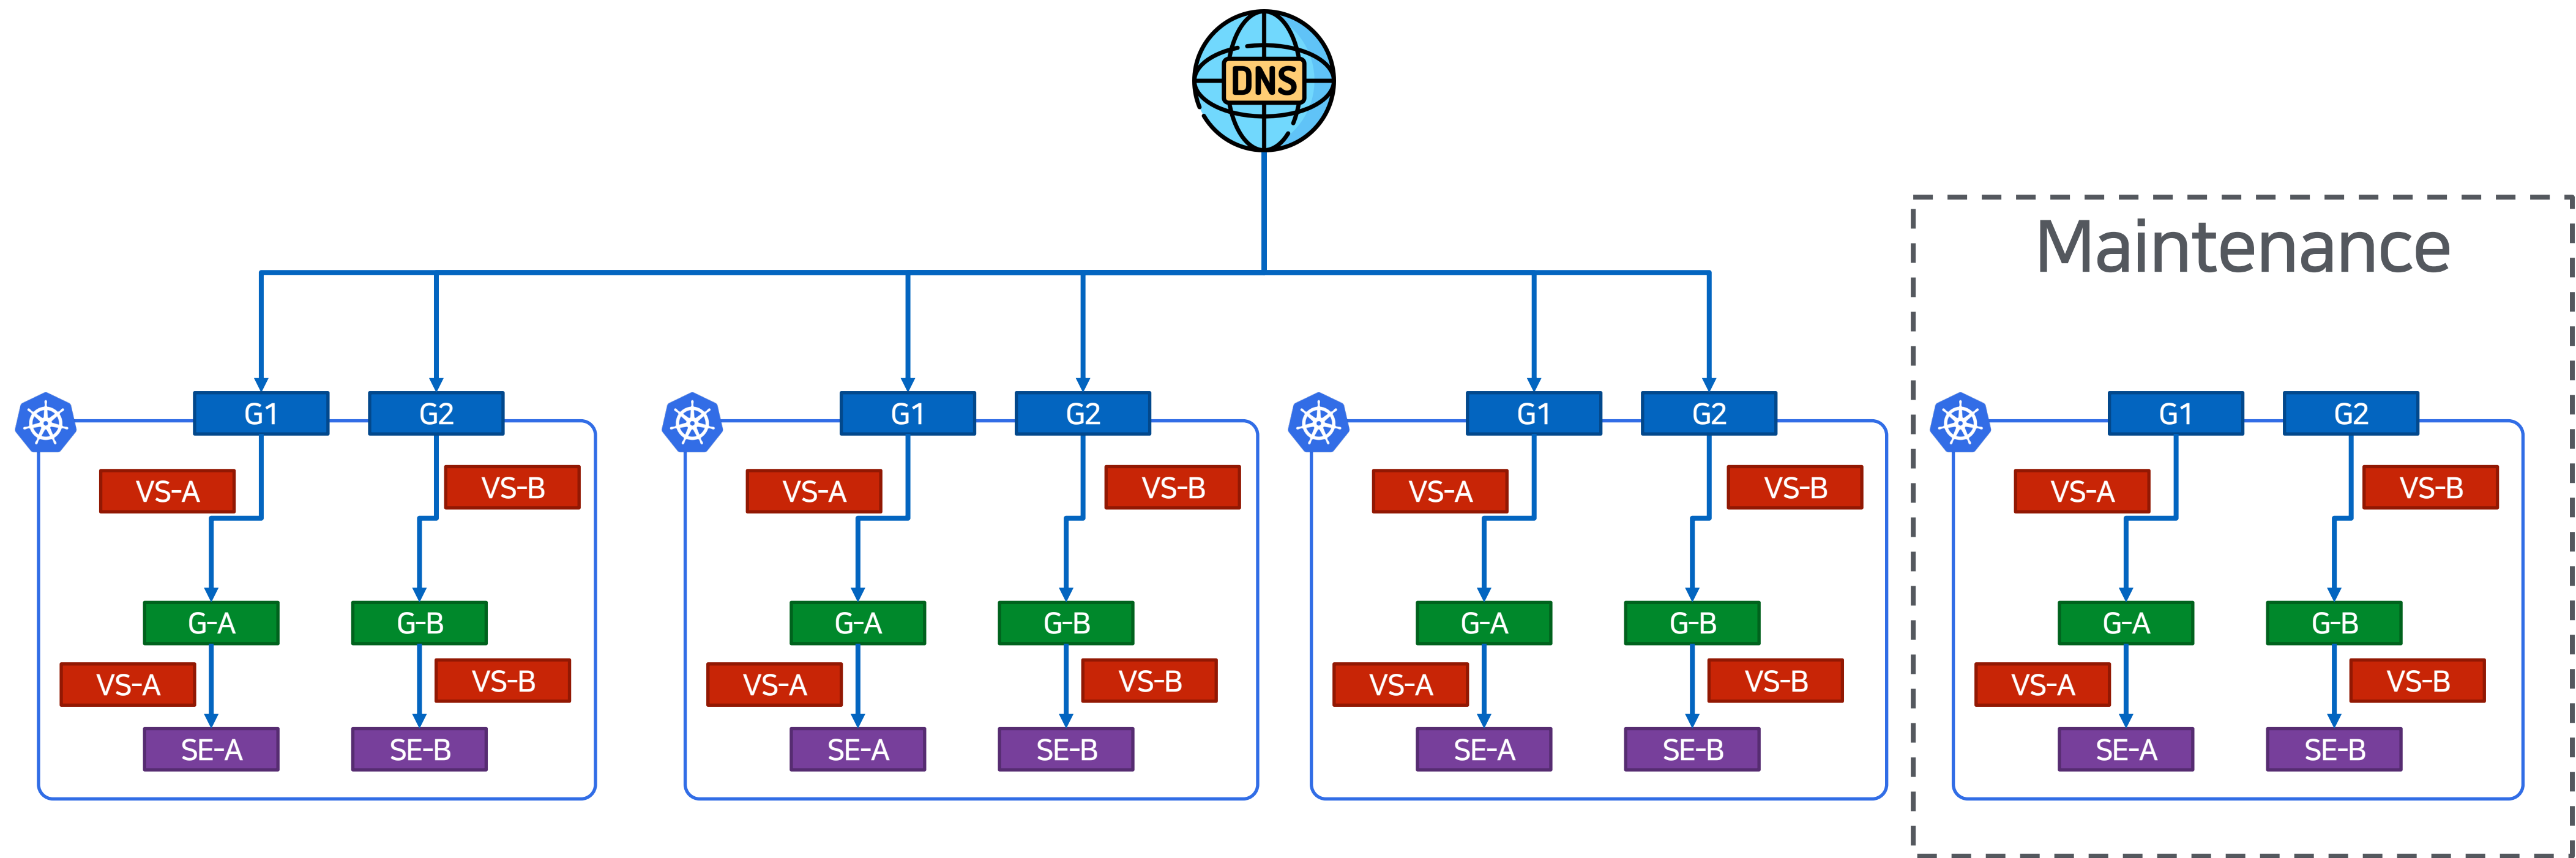 DNS
Maintenance
G1 G2 G1 G2 G1 G2 G1 G2
VS-A VS-B VS-A VS-B VS-A VS-B VS-A VS-B
G-A G-B G-A G-B G-A G-B G-A G-B
VS-A VS-B VS-A VS-B VS-A VS-B VS-A VS-B
SE-A SE-B SE-A SE-B SE-A SE-B SE-A SE-B